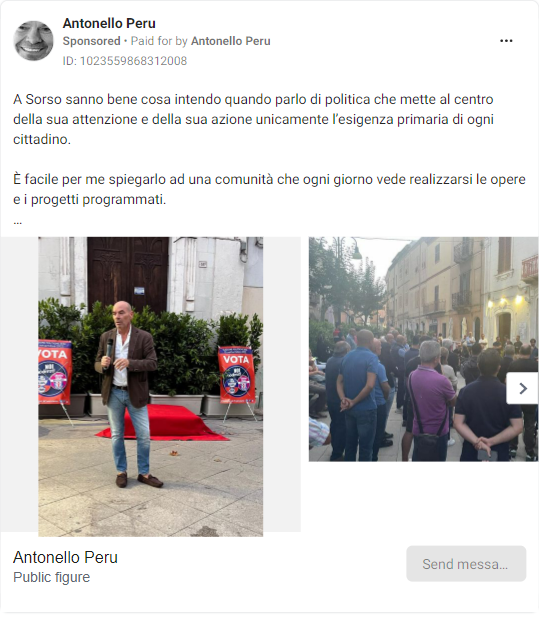 Antonello Peru
Sponsored • Paid for by Antonello Peru
ID: 1023559868312008
A Sorso sanno bene cosa intendo quando parlo di politica che mette al centro
della sua attenzione e della sua azione unicamente l'esigenza primaria di ogni
cittadino.
È facile per me spiegarlo ad una comunità che ogni giorno vede realizzarsi le opere
e i progetti programmati.
...
VOTA
VOTA
NOI
Antonello Peru
Public figure
Send messa...